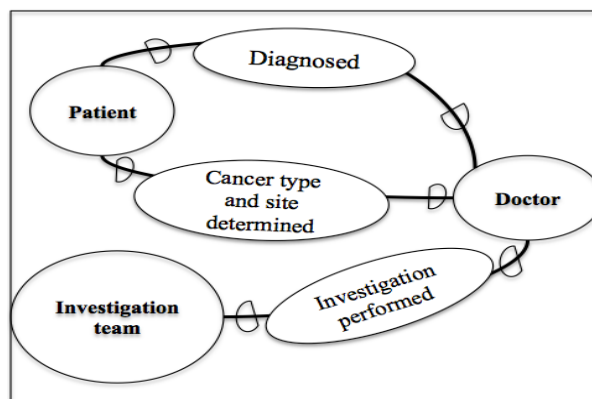 Diagnosed
Patient
Cancer type
and site
determined
Doctor
Investigation
performed
Investigation
team